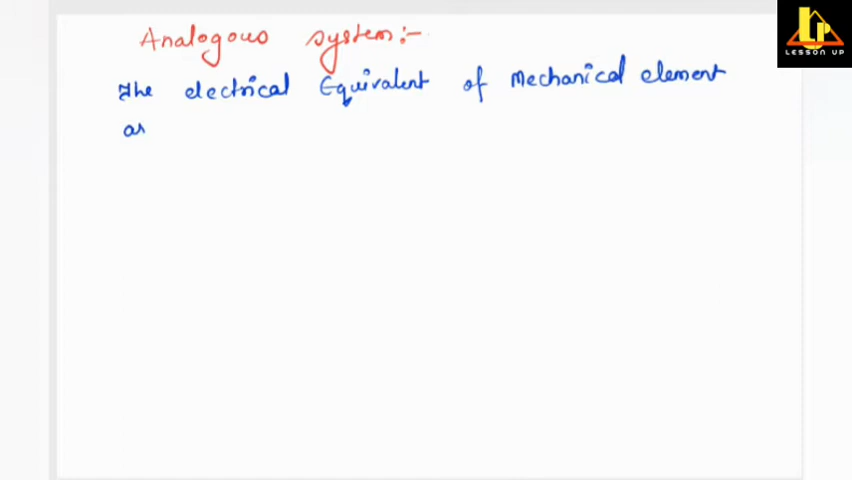 Analogous system:-
The electrical Equivalent of Mechanical element
as
LESSON UP